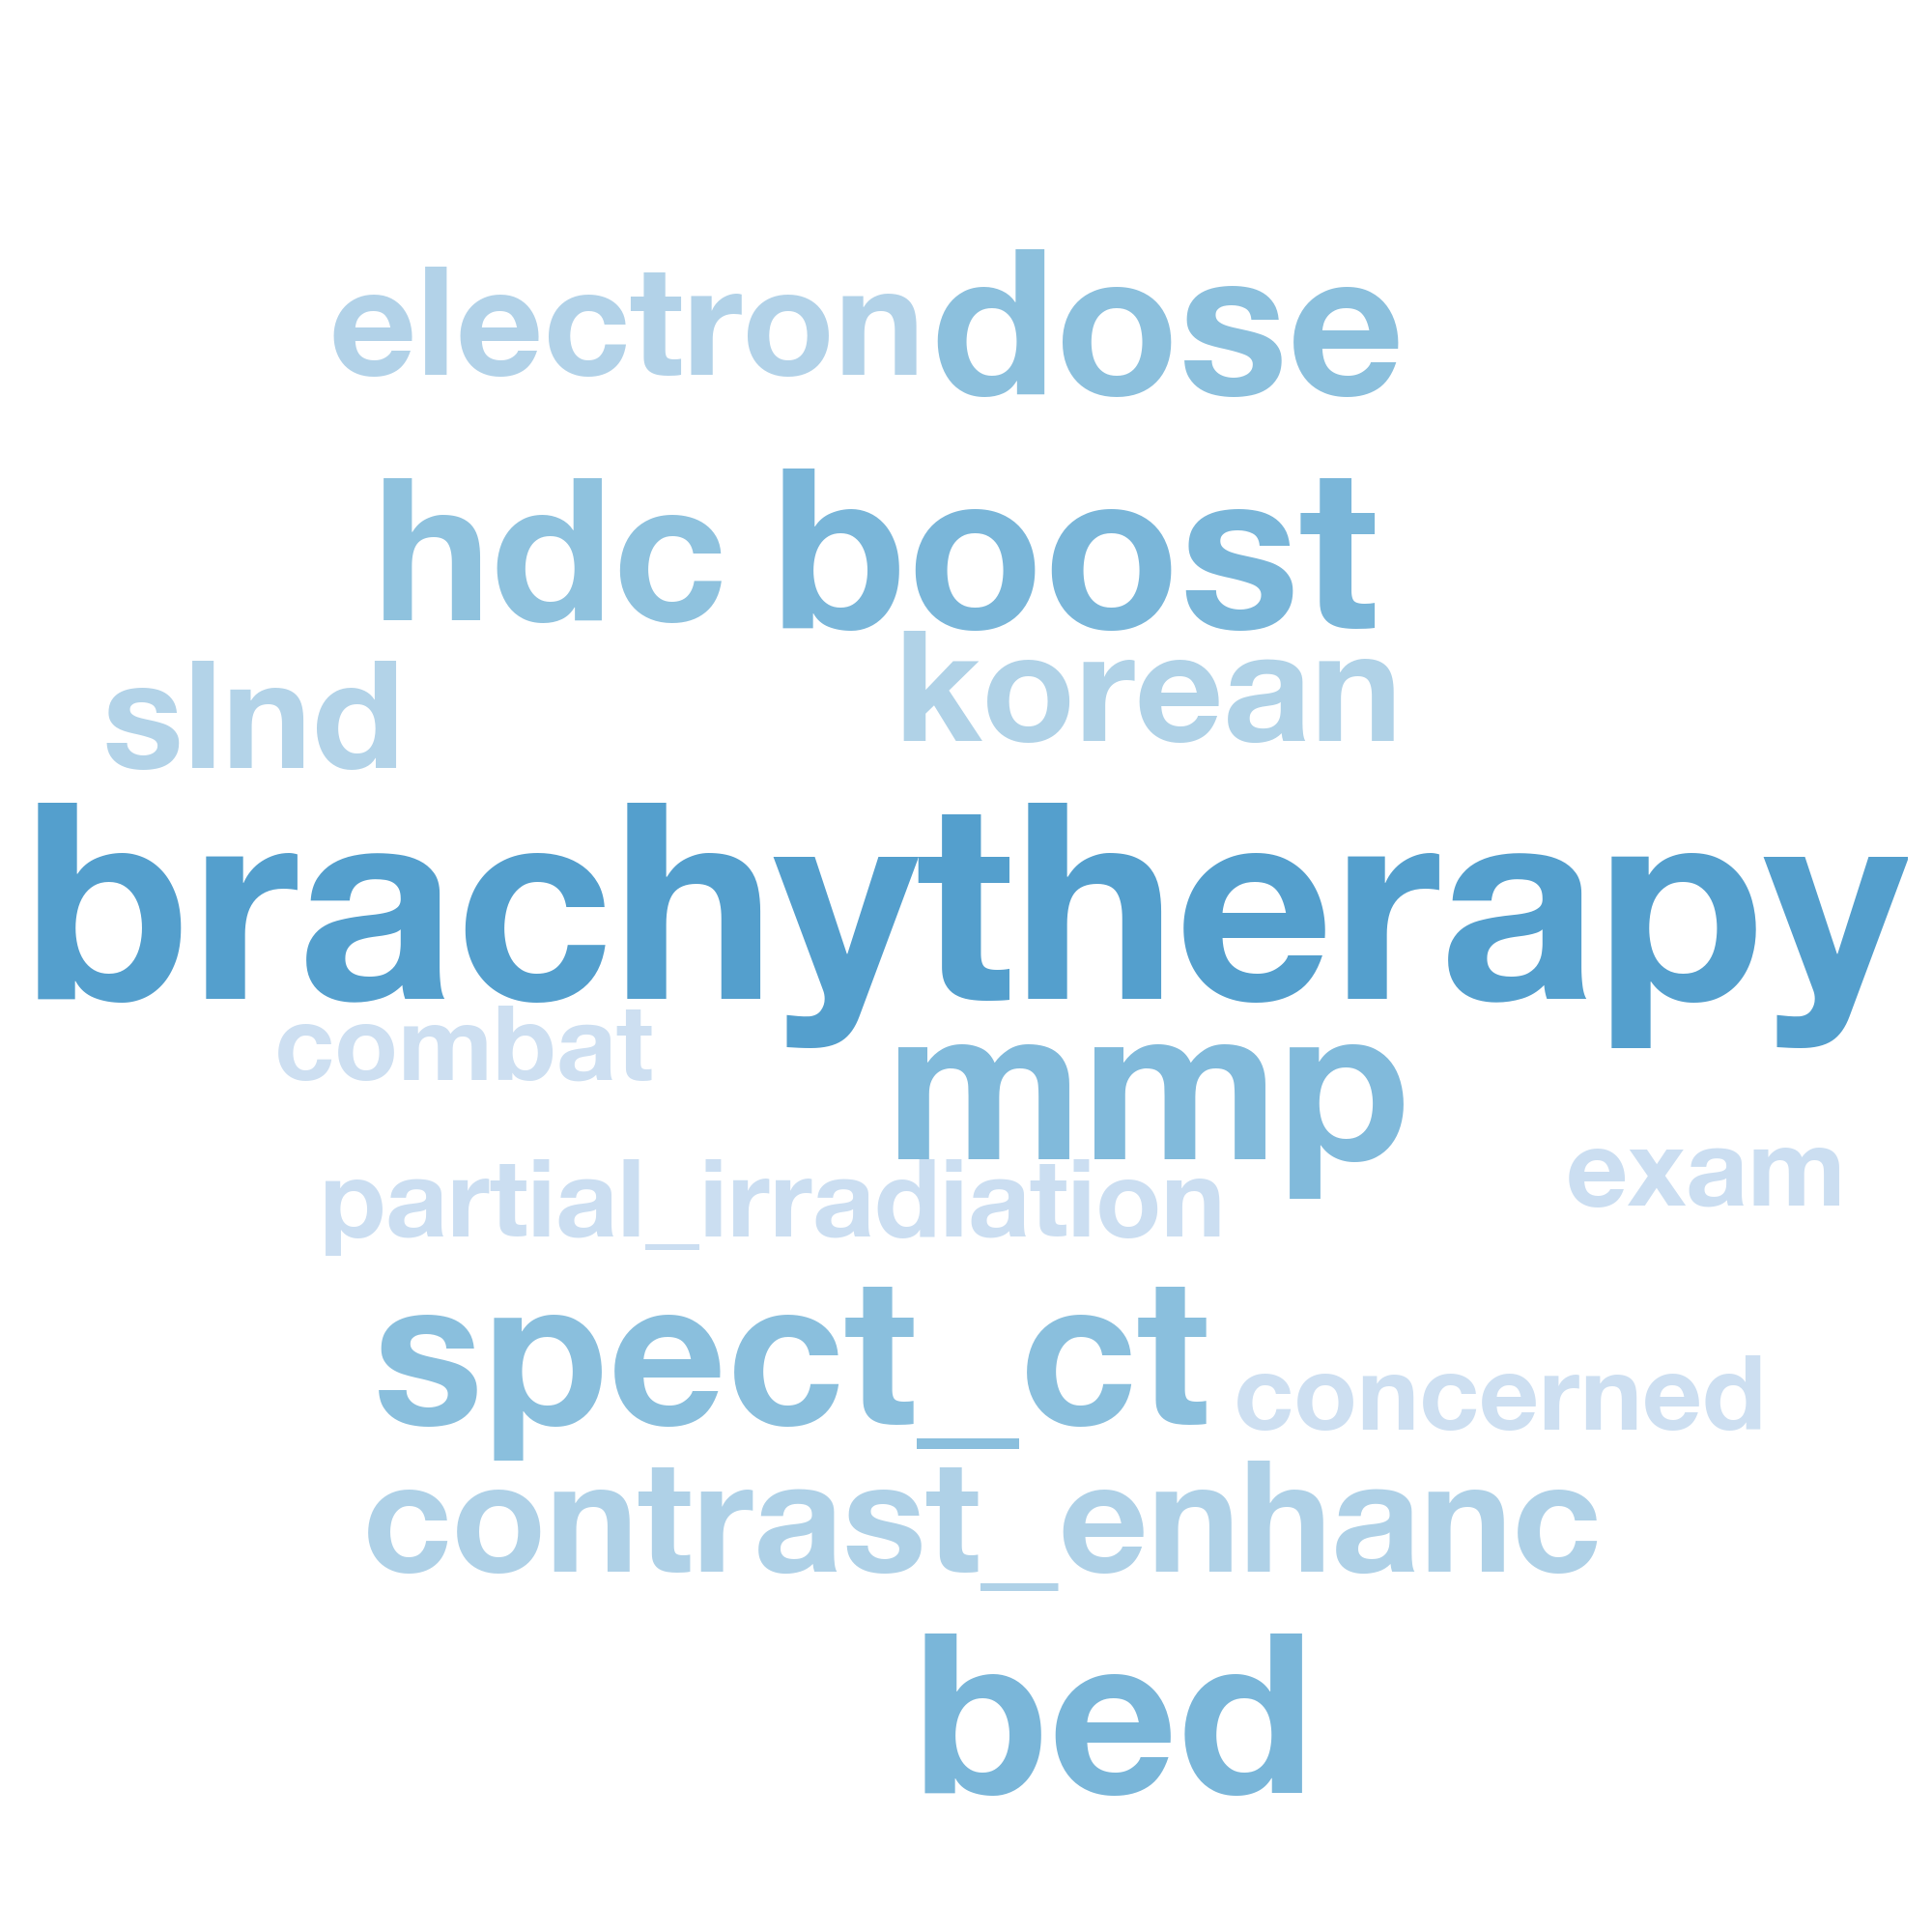 electron dose
hdc boost
slnd korean
brachytherapy
combat mmp
partial_irradiation exam
spect_ct concerned
contrast_enhanc
bed